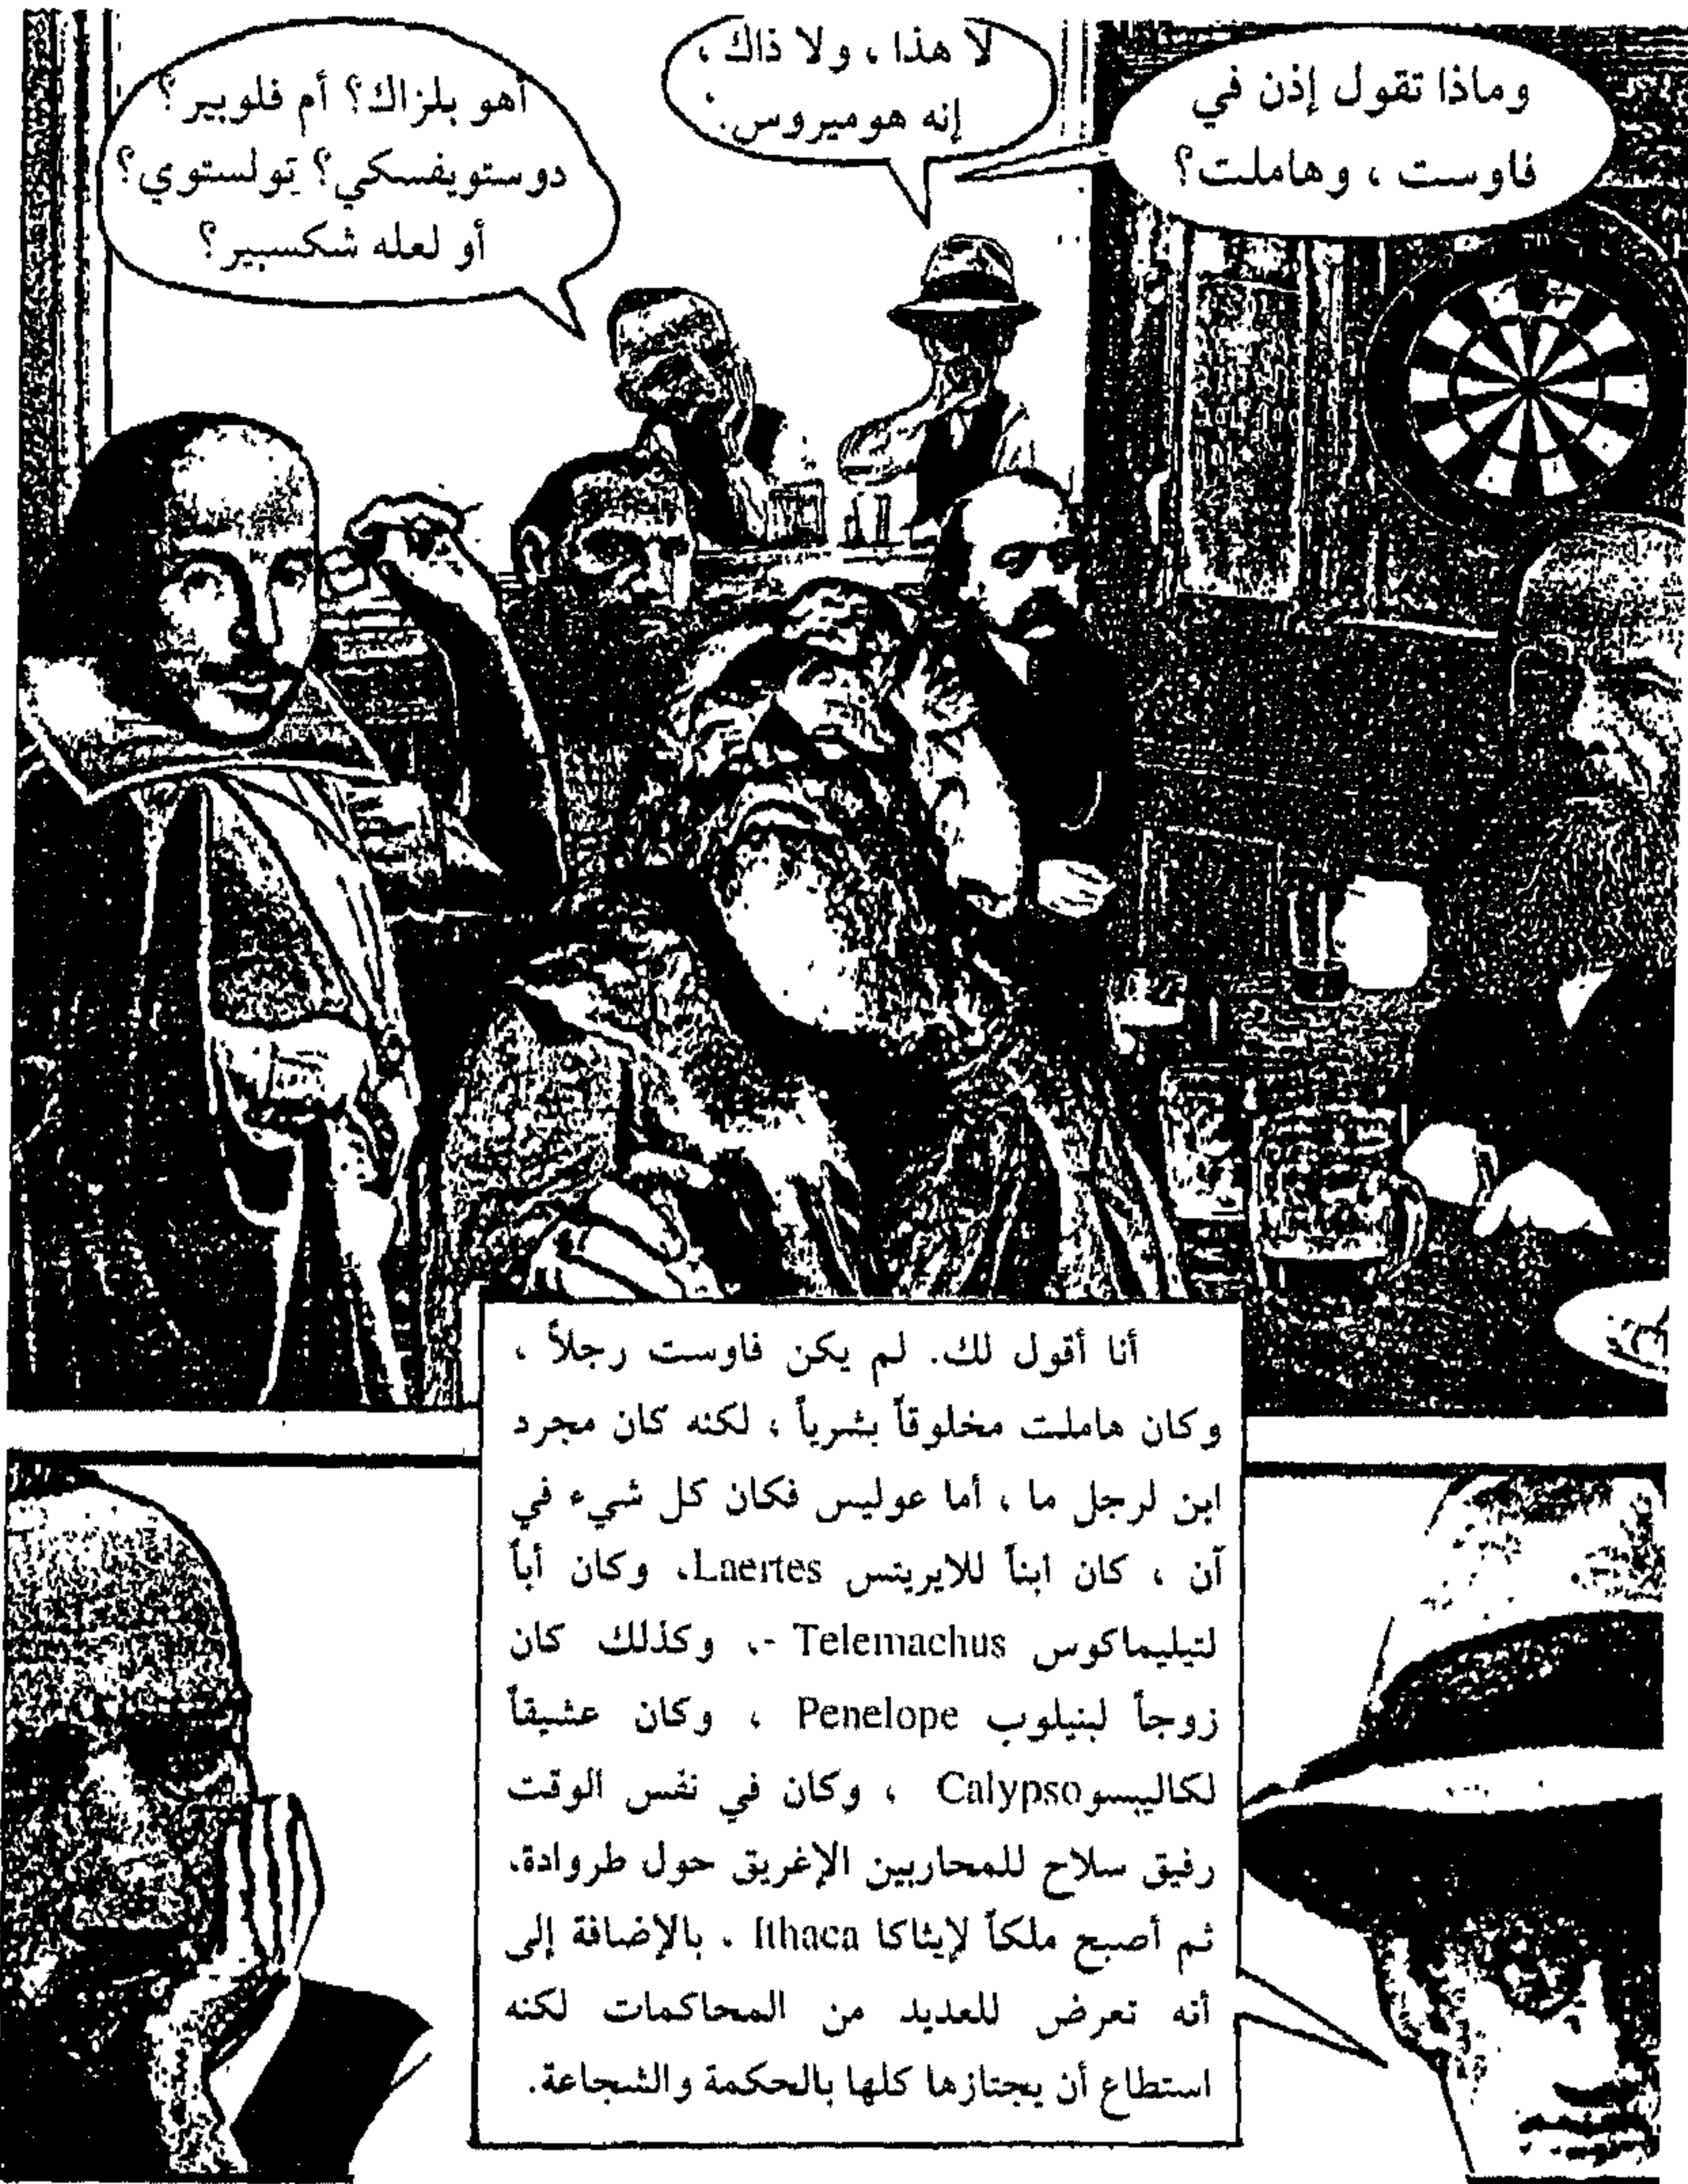 أهو بلزاك؟ أم فلوبير؟
دوستويفسكي؟ تولستوي؟
أو لعله شكسبير؟
لا هذا ، ولا ذاك ،
إنه هوميروس.
وماذا تقول إذن في
فاوست ، وهاملت؟
أنا أقول لك. لم يكن فاوست رجلاً ،
وكان هاملت مخلوقاً بشرياً ، لكنه كان مجرد
ابن لرجل ما ، أما عوليس فكان كل شيء في
آن ، كان ابناً للايريتس Laertes، وكان أباً
لتيليماكوس Telemachus -، وكذلك كان
زوجاً لبنيلوب Penelope ، وكان عشيقاً
لكاليبسو Calypso ، وكان في نفس الوقت
رفيق سلاح للمحاربين الإغريق حول طروادة،
ثم أصبح ملكاً لإيثاكا Ithaca ، بالإضافة إلى
أنه تعرض للعديد من المحاكمات لكنه
استطاع أن يجتازها كلها بالحكمة والشجاعة.